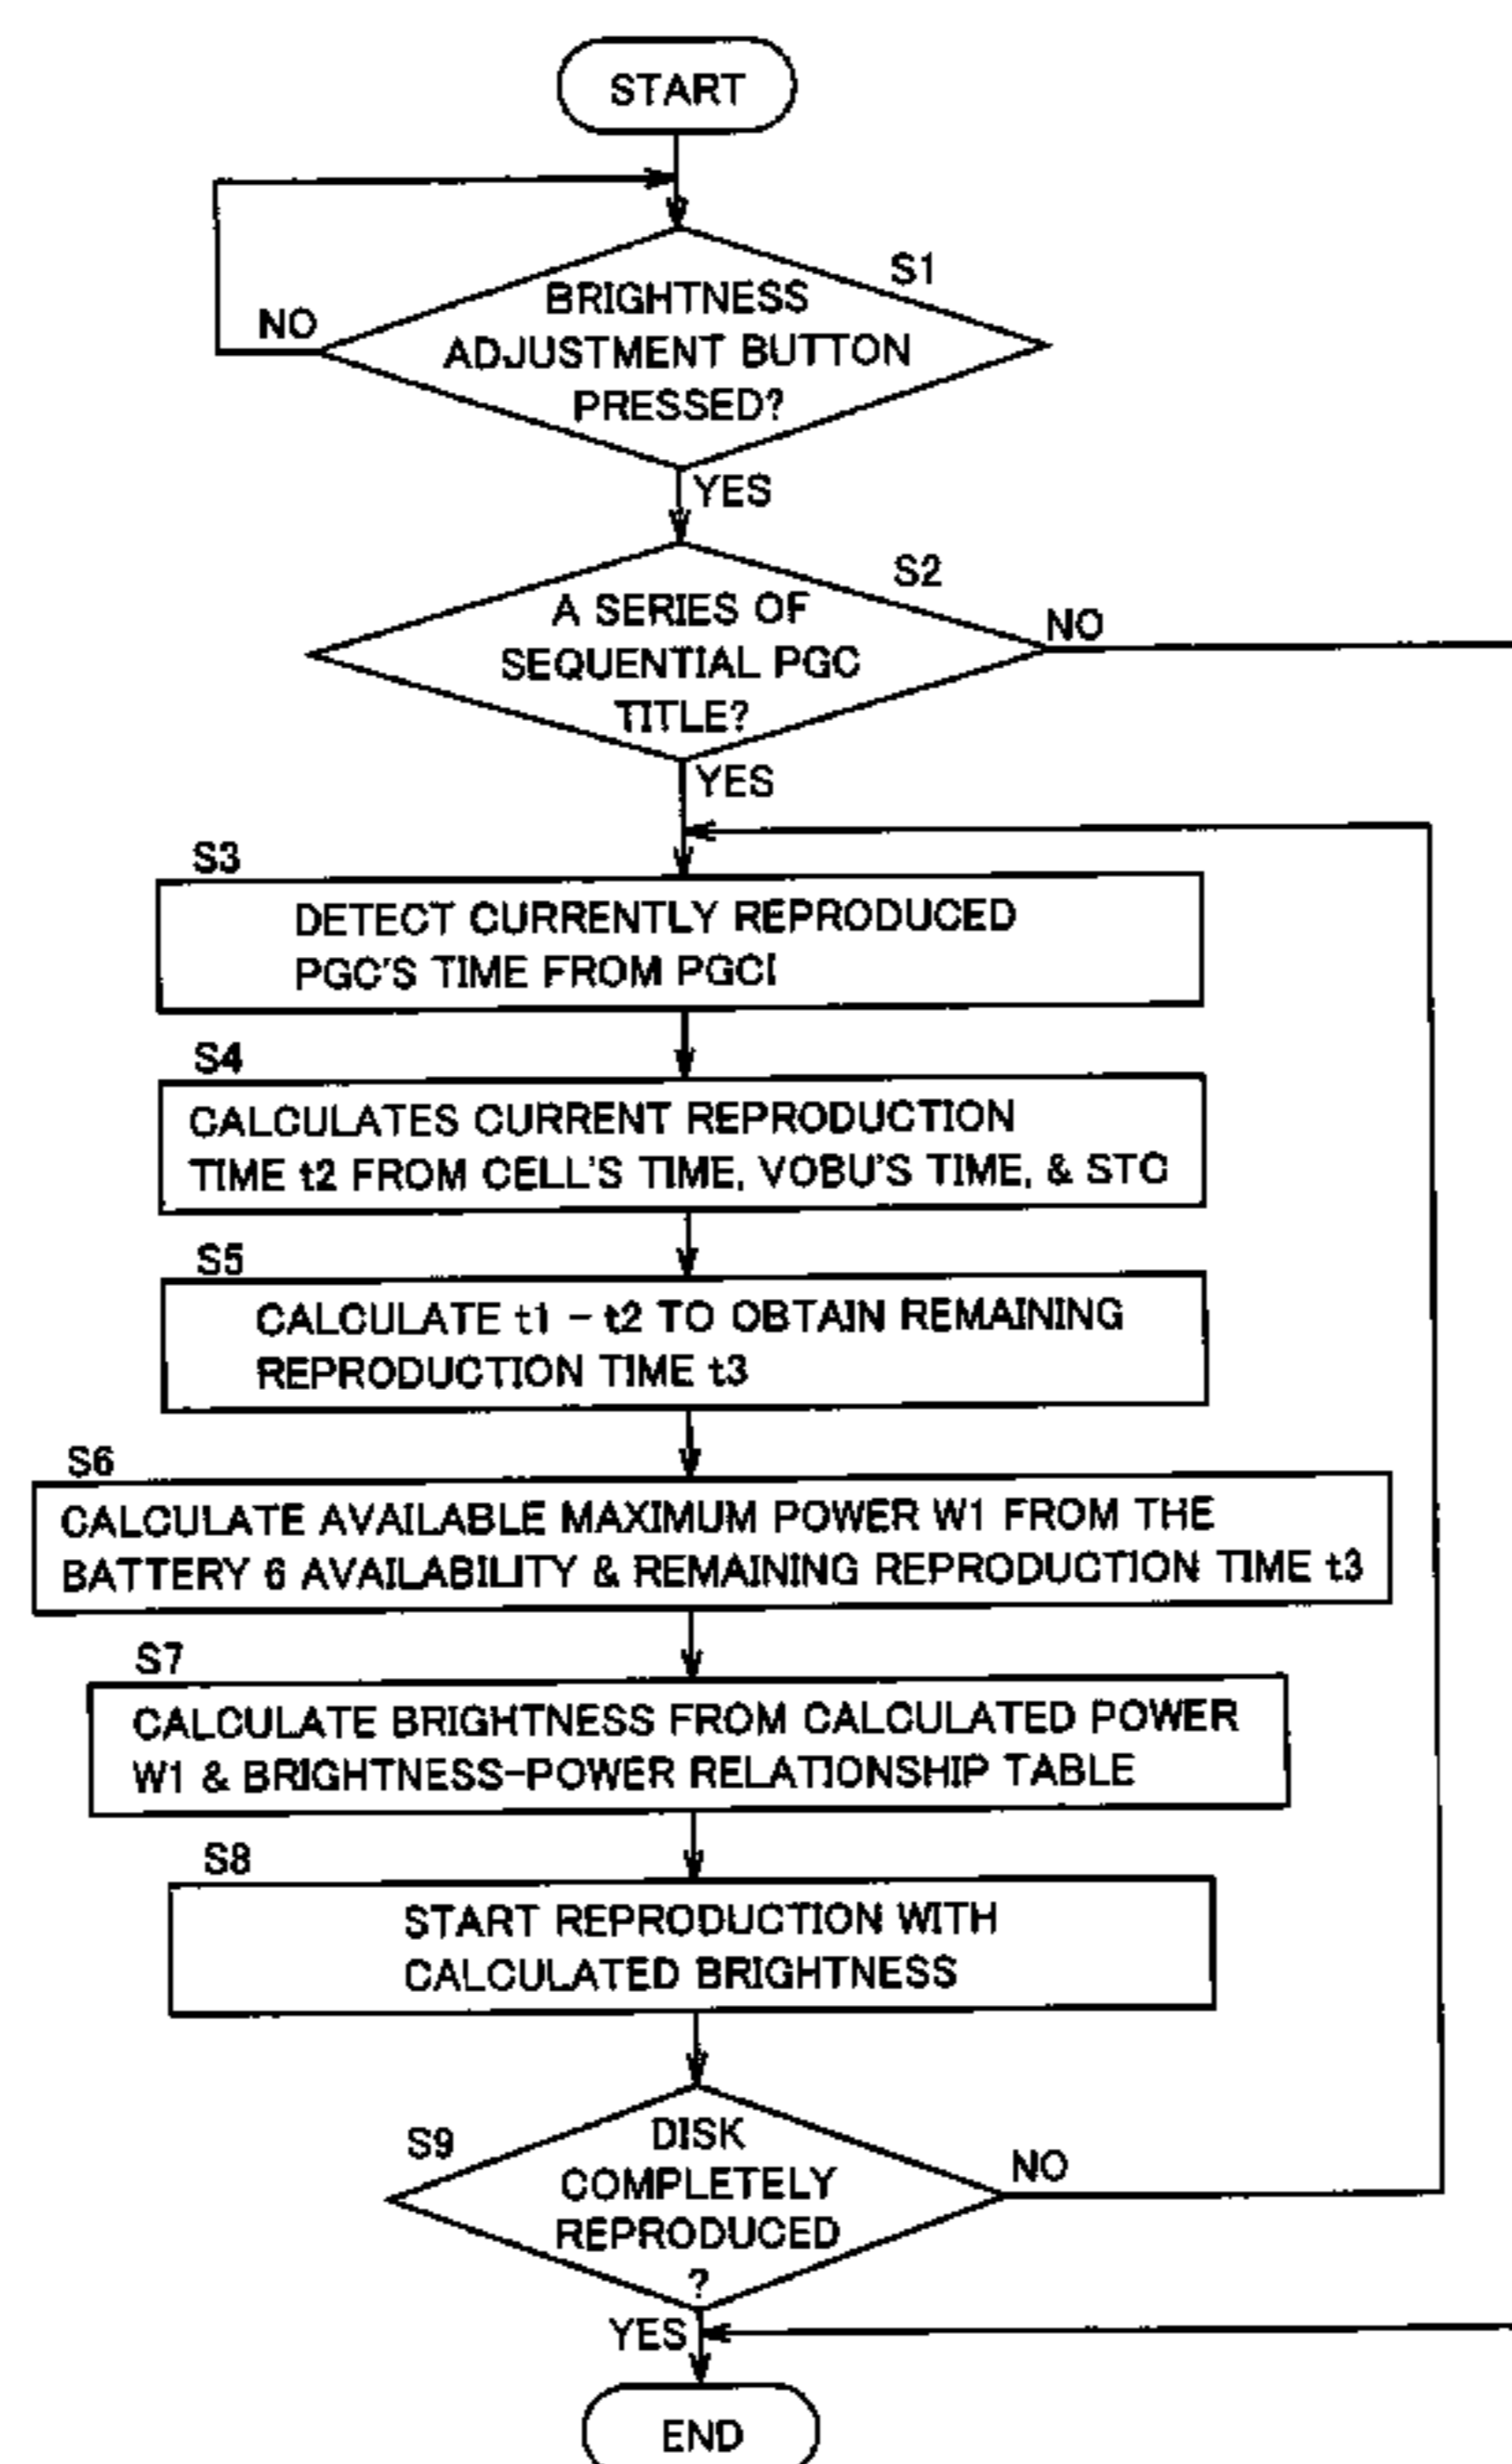 START
S1
BRIGHTNESS
ADJUSTMENT BUTTON
PRESSED?
NO
YES
S2
A SERIES OF
SEQUENTIAL PGC
TITLE?
NO
YES
S3
DETECT CURRENTLY REPRODUCED
PGC'S TIME FROM PGCI
S4
CALCULATES CURRENT REPRODUCTION
TIME t2 FROM CELL'S TIME, VOBU'S TIME, & STC
S5
CALCULATE t1 - t2 TO OBTAIN REMAINING
REPRODUCTION TIME t3
S6
CALCULATE AVAILABLE MAXIMUM POWER W1 FROM THE
BATTERY 6 AVAILABILITY & REMAINING REPRODUCTION TIME t3
S7
CALCULATE BRIGHTNESS FROM CALCULATED POWER
W1 & BRIGHTNESS-POWER RELATIONSHIP TABLE
S8
START REPRODUCTION WITH
CALCULATED BRIGHTNESS
S9
DISK
COMPLETELY
REPRODUCED
?
NO
YES
END